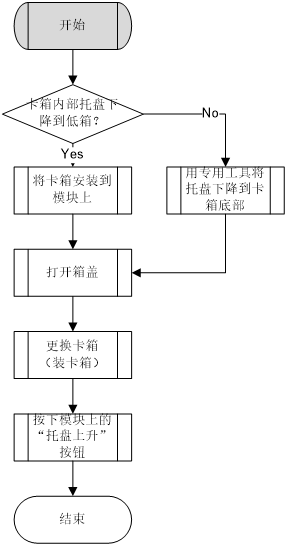 开始
卡箱内部托盘下
降到低箱？
No
Yes
将卡箱安装到
模块上
用专用工具将
托盘下降到卡
箱底部
打开箱盖
更换卡箱
（装卡箱）
按下模块上的
“托盘上升”
按钮
结束